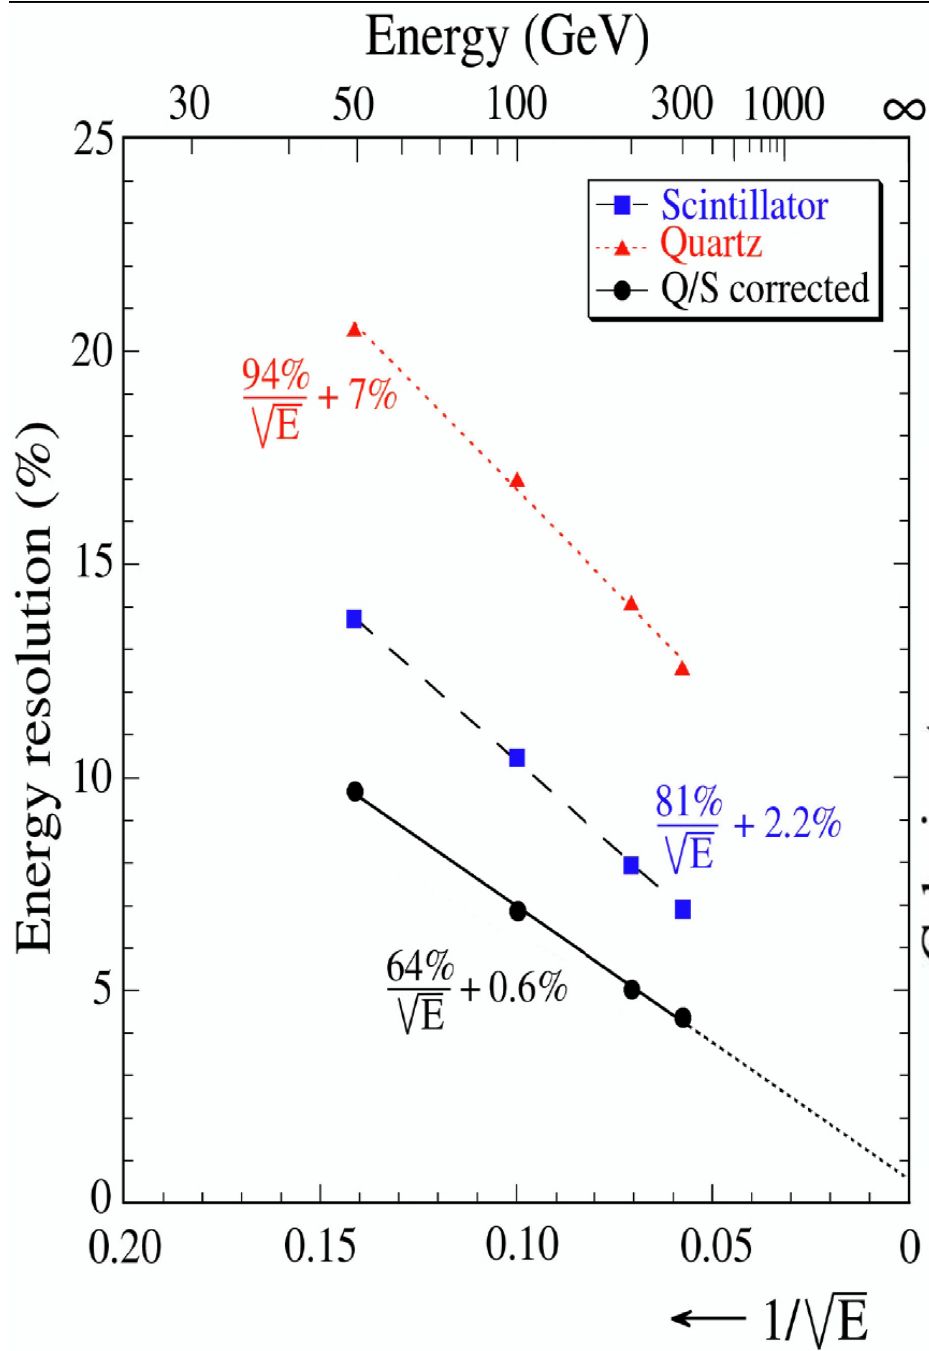 Energy (GeV)
30 50 100 300 1000 ∞
25
20
15
10
5
0
Energy resolution (%)
Scintillator
Quartz
Q/S corrected
94%/√E + 7%
81%/√E + 2.2%
64%/√E + 0.6%
0.20 0.15 0.10 0.05 0
← 1/√E